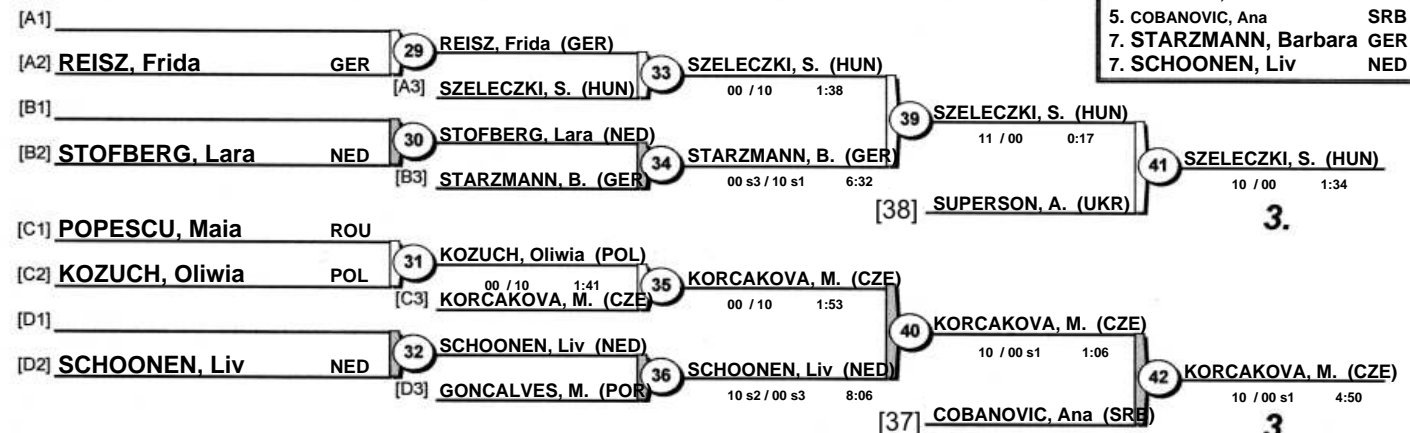 5. COBANOVIC, Ana SRB
7. STARZMANN, Barbara GER
7. SCHOONEN, Liv NED
[A1]
[A2] REISZ, Frida GER
29
REISZ, Frida (GER)
[A3] SZELECZKI, S. (HUN)
33
SZELECZKI, S. (HUN)
00 / 10 1:38
[B1]
[B2] STOFBERG, Lara NED
30
STOFBERG, Lara (NED)
[B3] STARZMANN, B. (GER)
34
STARZMANN, B. (GER)
00 s3 / 10 s1 6:32
39
SZELECZKI, S. (HUN)
11 / 00 0:17
[38] SUPERSON, A. (UKR)
41
SZELECZKI, S. (HUN)
10 / 00 1:34
3.
[C1] POPESCU, Maia ROU
[C2] KOZUCH, Oliwia POL
31
KOZUCH, Oliwia (POL)
00 / 10 1:41
[C3] KORCAKOVA, M. (CZE)
35
KORCAKOVA, M. (CZE)
00 / 10 1:53
[D1]
[D2] SCHOONEN, Liv NED
32
SCHOONEN, Liv (NED)
[D3] GONCALVES, M. (POR)
36
SCHOONEN, Liv (NED)
10 s2 / 00 s3 8:06
40
KORCAKOVA, M. (CZE)
10 / 00 s1 1:06
[37] COBANOVIC, Ana (SRB)
42
KORCAKOVA, M. (CZE)
10 / 00 s1 4:50
3